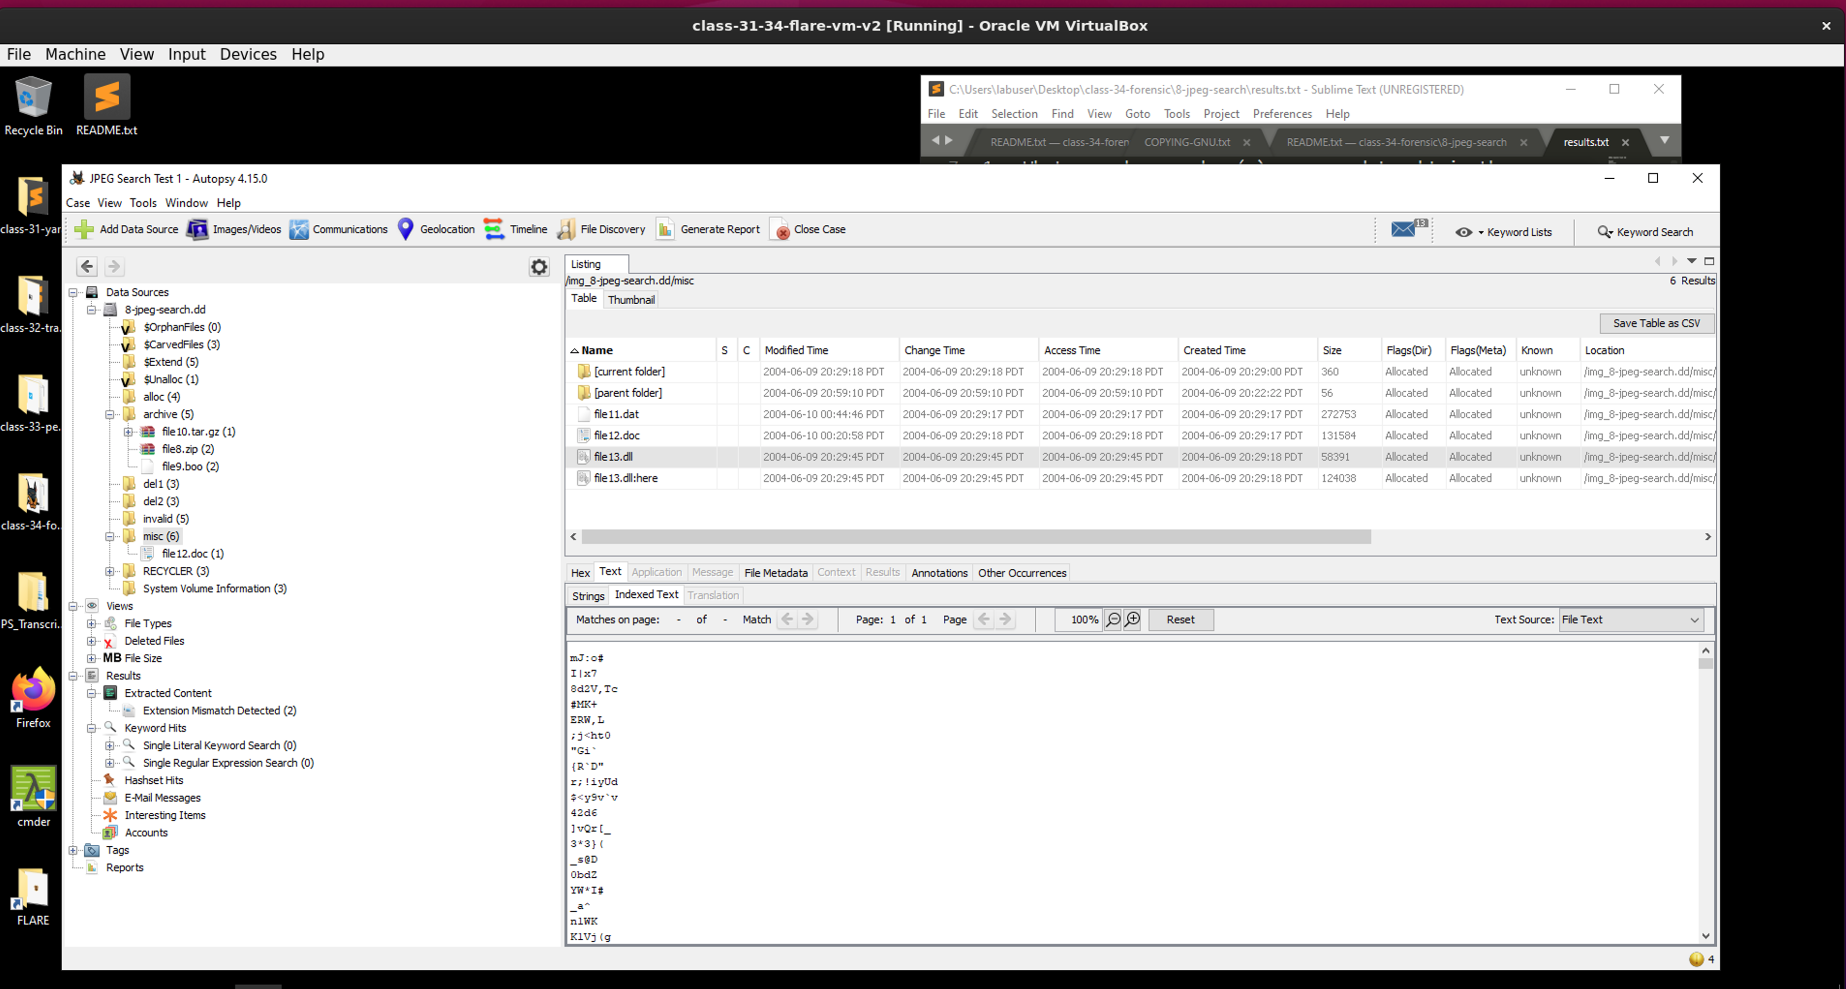 class-31-34-flare-vm-v2 [Running] - Oracle VM VirtualBox
File Machine View Input Devices Help
Recycle Bin
README.txt
class-31-yar
class-32-tra...
class-33-pe...
class-34-fo...
PS_Transcri...
Firefox
cmder
FLARE
C:\Users\labuser\Desktop\class-34-forensic\8-jpeg-search\results.txt - Sublime Text (UNREGISTERED)
File Edit Selection Find View Goto Tools Project Preferences Help
README.txt — class-34-foren COPYING-GNU.txt README.txt — class-34-forensic\8-jpeg-search results.txt
JPEG Search Test 1 - Autopsy 4.15.0
Case View Tools Window Help
Add Data Source Images/Videos Communications Geolocation Timeline File Discovery Generate Report Close Case 13 Keyword Lists Keyword Search
Data Sources
8-jpeg-search.dd
$OrphanFiles (0)
$CarvedFiles (3)
$Extend (5)
$Unalloc (1)
alloc (4)
archive (5)
file10.tar.gz (1)
file8.zip (2)
file9.boo (2)
del1 (3)
del2 (3)
invalid (5)
misc (6)
file12.doc (1)
RECYCLER (3)
System Volume Information (3)
Views
File Types
Deleted Files
MB File Size
Results
Extracted Content
Extension Mismatch Detected (2)
Keyword Hits
Single Literal Keyword Search (0)
Single Regular Expression Search (0)
Hashset Hits
E-Mail Messages
Interesting Items
Accounts
Tags
Reports
Listing
/img_8-jpeg-search.dd/misc
6 Results
Table Thumbnail
Save Table as CSV
Name S C Modified Time Change Time Access Time Created Time Size Flags(Dir) Flags(Meta) Known Location
[current folder] 2004-06-09 20:29:18 PDT 2004-06-09 20:29:18 PDT 2004-06-09 20:29:18 PDT 2004-06-09 20:29:00 PDT 360 Allocated Allocated unknown /img_8-jpeg-search.dd/misc/
[parent folder] 2004-06-09 20:59:10 PDT 2004-06-09 20:59:10 PDT 2004-06-09 20:59:10 PDT 2004-06-09 20:22:22 PDT 56 Allocated Allocated unknown /img_8-jpeg-search.dd/misc/
file11.dat 2004-06-10 00:44:46 PDT 2004-06-09 20:29:17 PDT 2004-06-09 20:29:17 PDT 2004-06-09 20:29:17 PDT 272753 Allocated Allocated unknown /img_8-jpeg-search.dd/misc/
file12.doc 2004-06-10 00:20:58 PDT 2004-06-09 20:29:18 PDT 2004-06-09 20:29:18 PDT 2004-06-09 20:29:17 PDT 131584 Allocated Allocated unknown /img_8-jpeg-search.dd/misc/
file13.dll 2004-06-09 20:29:45 PDT 2004-06-09 20:29:45 PDT 2004-06-09 20:29:45 PDT 2004-06-09 20:29:18 PDT 58391 Allocated Allocated unknown /img_8-jpeg-search.dd/misc/
file13.dll:here 2004-06-09 20:29:45 PDT 2004-06-09 20:29:45 PDT 2004-06-09 20:29:45 PDT 2004-06-09 20:29:18 PDT 124038 Allocated Allocated unknown /img_8-jpeg-search.dd/misc/
Hex Text Application Message File Metadata Context Results Annotations Other Occurrences
Strings Indexed Text Translation
Matches on page: - of - Match Page: 1 of 1 Page 100% Reset Text Source: File Text
mJ:o#
I|x7
8d2V,Tc
#MK+
ERW,L
;j<ht0
"Gi`
{R`D"
r;!iyUd
$<y9v`v
42d6
]vQr[_
3*3}(
_s@D
0bdZ
YW*I#
_a^
nlWK
KlVj(g
4